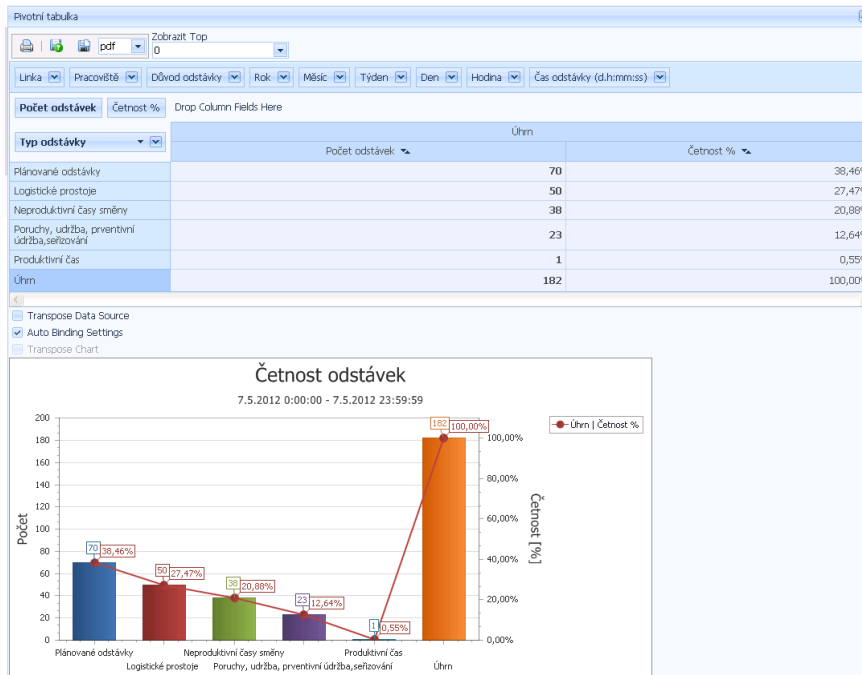 Pivotní tabulka
pdf
Zobrazit Top
0
Linka Pracoviště Důvod odstávky Rok Měsíc Týden Den Hodina Čas odstávky (d.h:mm:ss)
Počet odstávek Četnost % Drop Column Fields Here
Typ odstávky
Úhrn
Počet odstávek Četnost %
Plánované odstávky 70 38,46%
Logistické prostoje 50 27,47%
Neproduktivní časy směny 38 20,88%
Poruchy, udržba, prventivní
údržba,seřizování 23 12,64%
Produktivní čas 1 0,55%
Úhrn 182 100,00%
Transpose Data Source
Auto Binding Settings
Transpose Chart
Četnost odstávek
7.5.2012 0:00:00 - 7.5.2012 23:59:59
Úhrn | Četnost %
Počet
200
180
160
140
120
100
80
60
40
20
0
70 38,46%
50 27,47%
38 20,88%
23 12,64%
1 0,55%
182 100,00%
100,00%
80,00%
60,00%
40,00%
20,00%
0,00%
Četnost [%]
Plánované odstávky Neproduktivní časy směny Produktivní čas
Logistické prostoje Poruchy, udržba, prventivní údržba,seřizování Úhrn